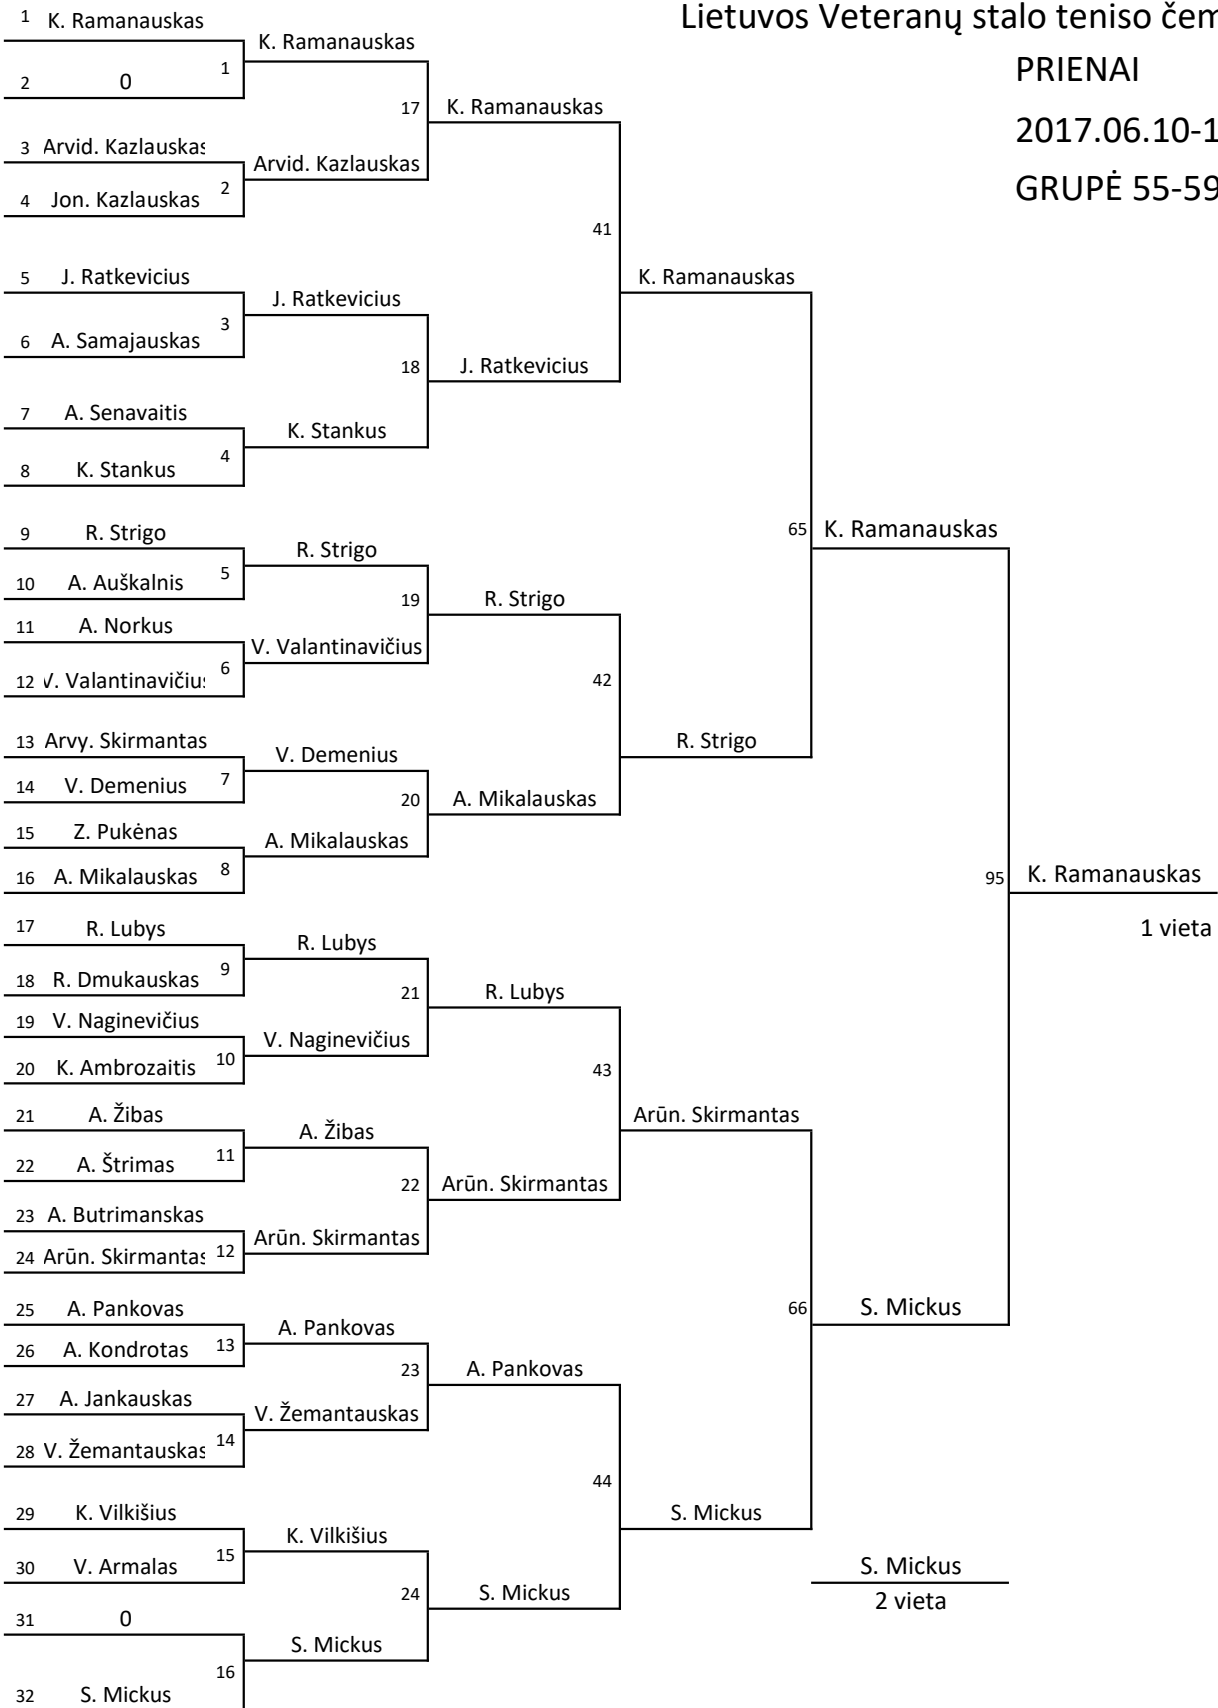 Lietuvos Veteranų stalo teniso čem
PRIENAI
2017.06.10-1
GRUPĖ 55-59
1 K. Ramanauskas
2 0
3 Arvid. Kazlauskas
4 Jon. Kazlauskas
5 J. Ratkevicius
6 A. Samajauskas
7 A. Senavaitis
8 K. Stankus
9 R. Strigo
10 A. Auškalnis
11 A. Norkus
12 V. Valantinavičius
13 Arvy. Skirmantas
14 V. Demenius
15 Z. Pukėnas
16 A. Mikalauskas
17 R. Lubys
18 R. Dmukauskas
19 V. Naginevičius
20 K. Ambrozaitis
21 A. Žibas
22 A. Štrimas
23 A. Butrimanskas
24 Arūn. Skirmantas
25 A. Pankovas
26 A. Kondrotas
27 A. Jankauskas
28 V. Žemantauskas
29 K. Vilkišius
30 V. Armalas
31 0
32 S. Mickus
1 K. Ramanauskas
2 Arvid. Kazlauskas
3 J. Ratkevicius
4 K. Stankus
5 R. Strigo
6 V. Valantinavičius
7 V. Demenius
8 A. Mikalauskas
9 R. Lubys
10 V. Naginevičius
11 A. Žibas
12 Arūn. Skirmantas
13 A. Pankovas
14 V. Žemantauskas
15 K. Vilkišius
16 S. Mickus
17 K. Ramanauskas
18 J. Ratkevicius
19 R. Strigo
20 A. Mikalauskas
21 R. Lubys
22 Arūn. Skirmantas
23 A. Pankovas
24 S. Mickus
41 K. Ramanauskas
42 R. Strigo
43 Arūn. Skirmantas
44 S. Mickus
65 K. Ramanauskas
66 S. Mickus
95 K. Ramanauskas
1 vieta
S. Mickus
2 vieta